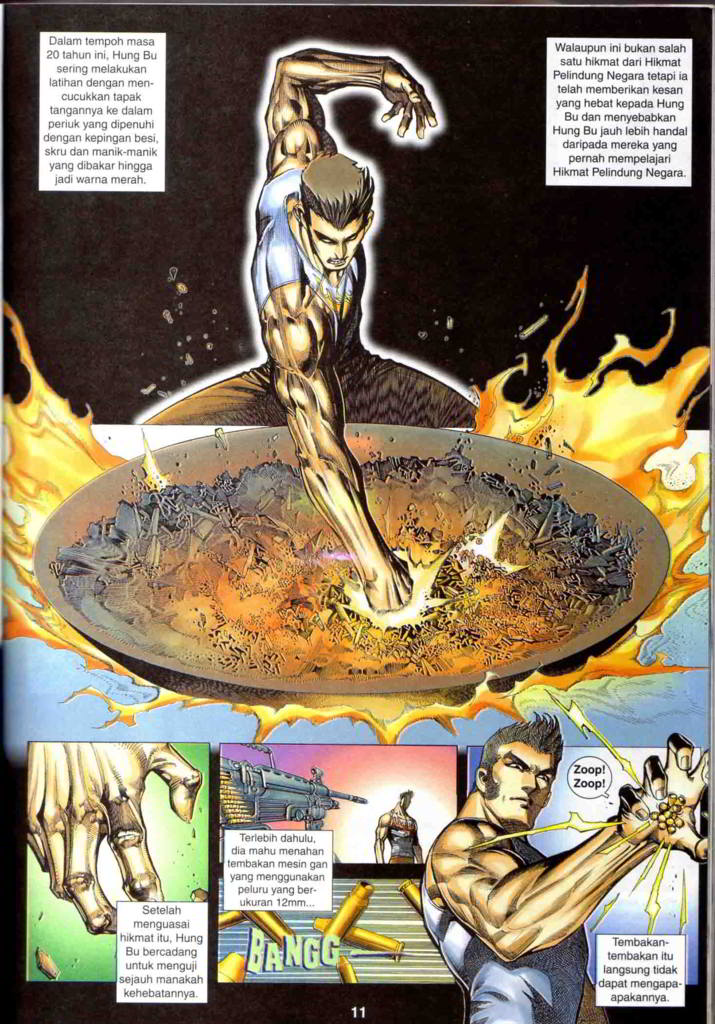 Dalam tempoh masa
20 tahun ini, Hung Bu
sering melakukan
latihan dengan men-
cucukkan tapak
tangannya ke dalam
periuk yang dipenuhi
dengan kepingan besi,
skru dan manik-manik
yang dibakar hingga
jadi warna merah.
Walaupun ini bukan salah
satu hikmat dari Hikmat
Pelindung Negara tetapi ia
telah memberikan kesan
yang hebat kepada Hung
Bu dan menyebabkan
Hung Bu jauh lebih handal
daripada mereka yang
pernah mempelajari
Hikmat Pelindung Negara.
Setelah
menguasai
hikmat itu, Hung
Bu bercadang
untuk menguji
sejauh manakah
kehebatannya.
Terlebih dahulu,
dia mahu menahan
tembakan mesin gan
yang menggunakan
peluru yang ber-
ukuran 12mm...
BANGG
Zoop!
Zoop!
Tembakan-
tembakan itu
langsung tidak
dapat mengapa-
apakannya.
11